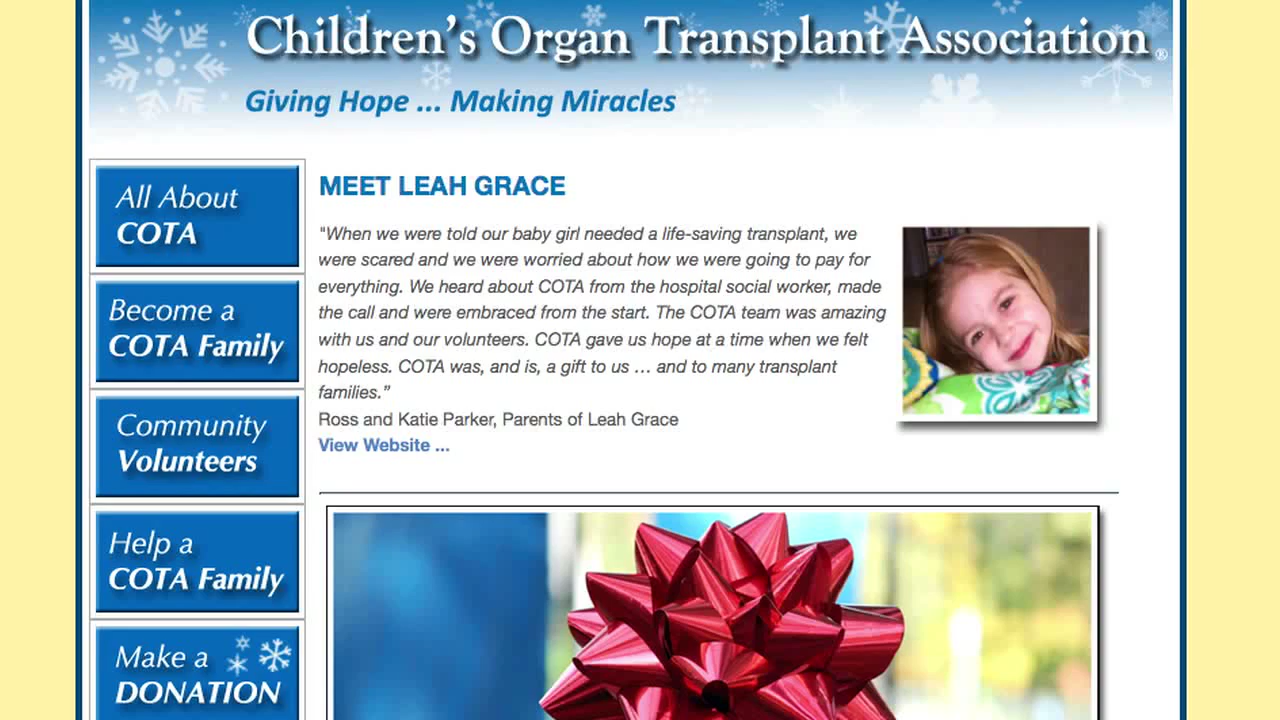 Children's Organ Transplant Association®
Giving Hope ... Making Miracles
All About
COTA
Become a
COTA Family
Community
Volunteers
Help a
COTA Family
Make a
DONATION
MEET LEAH GRACE
"When we were told our baby girl needed a life-saving transplant, we
were scared and we were worried about how we were going to pay for
everything. We heard about COTA from the hospital social worker, made
the call and were embraced from the start. The COTA team was amazing
with us and our volunteers. COTA gave us hope at a time when we felt
hopeless. COTA was, and is, a gift to us … and to many transplant
families.”
Ross and Katie Parker, Parents of Leah Grace
View Website ...